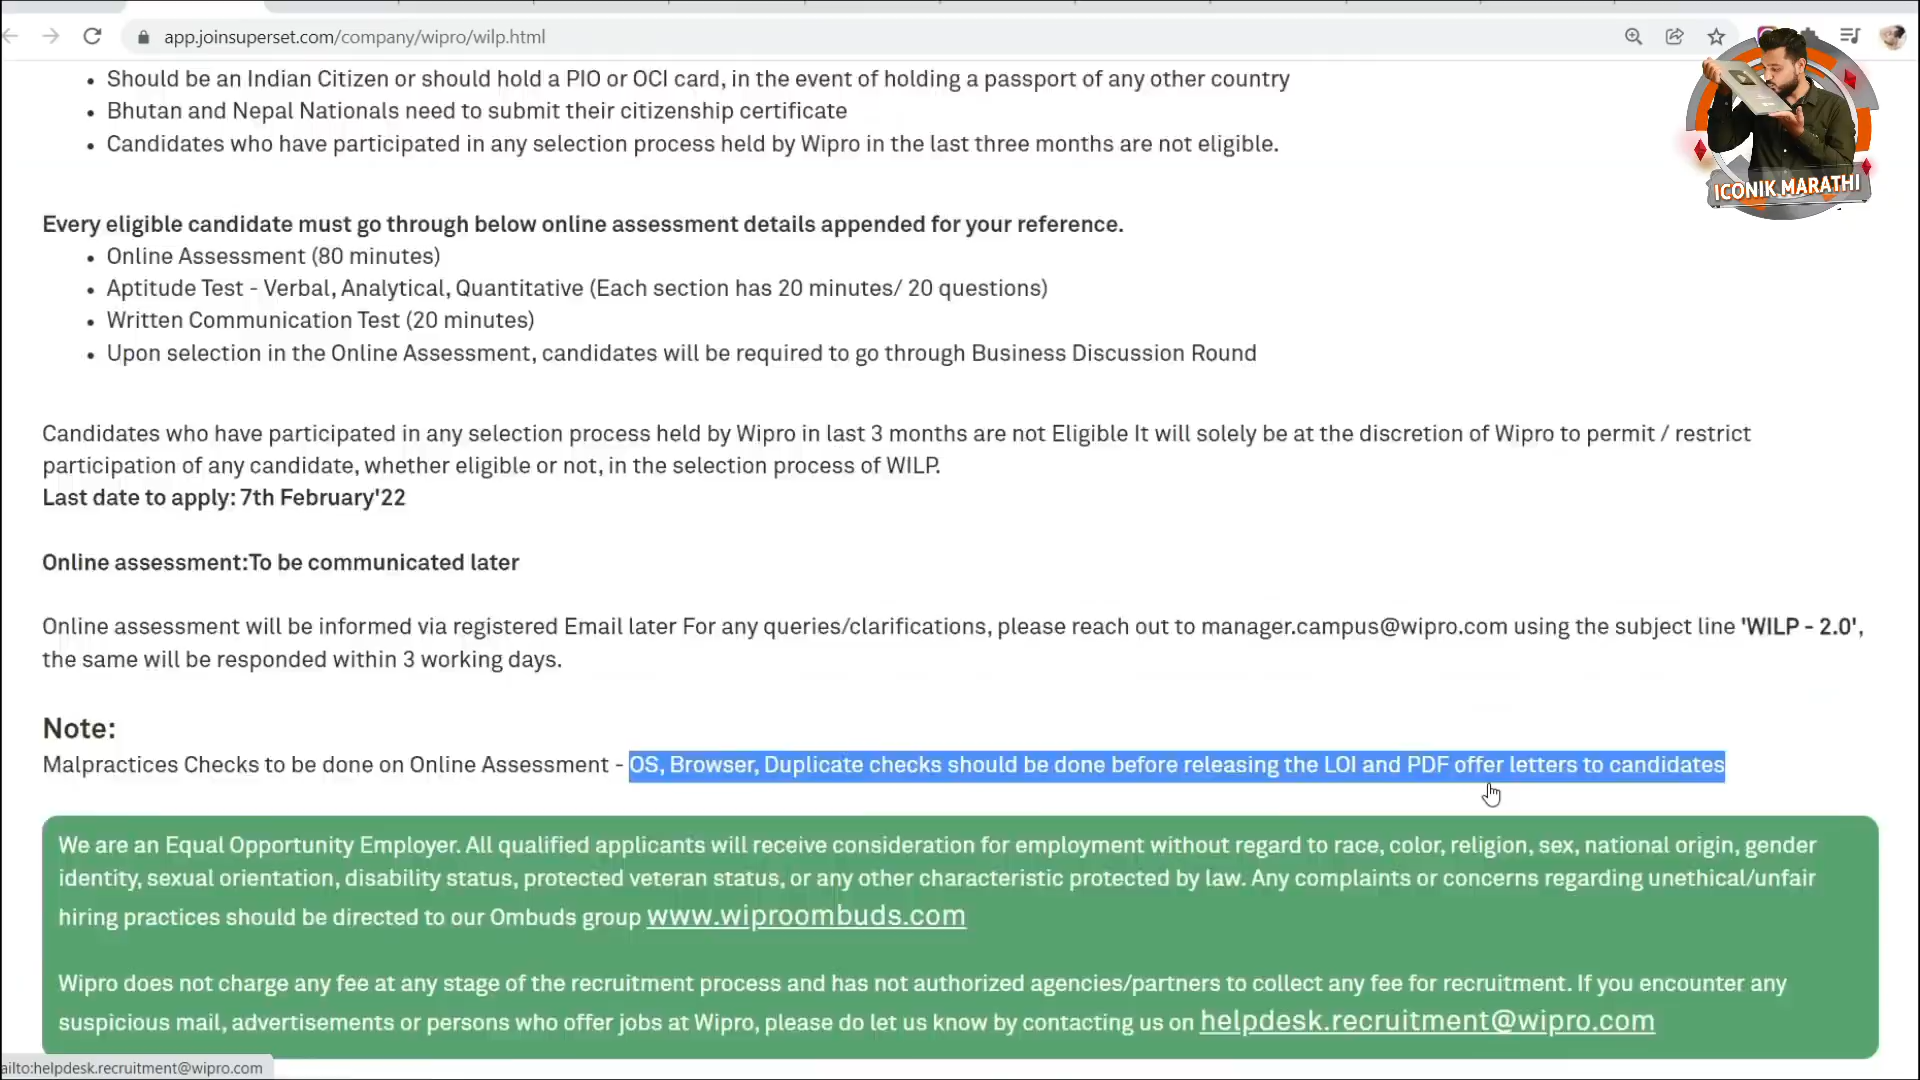 app.joinsuperset.com/company/wipro/wilp.html
• Should be an Indian Citizen or should hold a PIO or OCI card, in the event of holding a passport of any other country
• Bhutan and Nepal Nationals need to submit their citizenship certificate
• Candidates who have participated in any selection process held by Wipro in the last three months are not eligible.
ICONIK MARATHI
Every eligible candidate must go through below online assessment details appended for your reference.
• Online Assessment (80 minutes)
• Aptitude Test - Verbal, Analytical, Quantitative (Each section has 20 minutes/ 20 questions)
• Written Communication Test (20 minutes)
• Upon selection in the Online Assessment, candidates will be required to go through Business Discussion Round
Candidates who have participated in any selection process held by Wipro in last 3 months are not Eligible It will solely be at the discretion of Wipro to permit / restrict
participation of any candidate, whether eligible or not, in the selection process of WILP.
Last date to apply: 7th February'22
Online assessment:To be communicated later
Online assessment will be informed via registered Email later For any queries/clarifications, please reach out to manager.campus@wipro.com using the subject line 'WILP - 2.0',
the same will be responded within 3 working days.
Note:
Malpractices Checks to be done on Online Assessment - OS, Browser, Duplicate checks should be done before releasing the LOI and PDF offer letters to candidates
We are an Equal Opportunity Employer. All qualified applicants will receive consideration for employment without regard to race, color, religion, sex, national origin, gender
identity, sexual orientation, disability status, protected veteran status, or any other characteristic protected by law. Any complaints or concerns regarding unethical/unfair
hiring practices should be directed to our Ombuds group www.wiproombuds.com
Wipro does not charge any fee at any stage of the recruitment process and has not authorized agencies/partners to collect any fee for recruitment. If you encounter any
suspicious mail, advertisements or persons who offer jobs at Wipro, please do let us know by contacting us on helpdesk.recruitment@wipro.com
ailto:helpdesk.recruitment@wipro.com